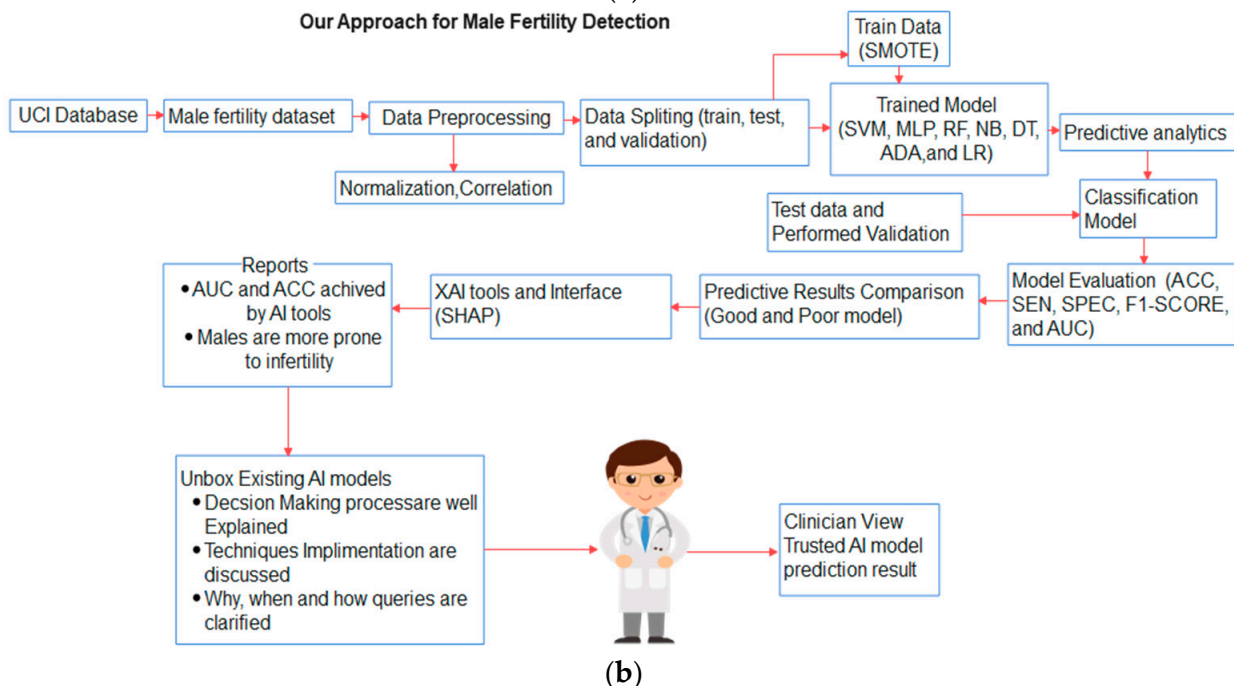 Our Approach for Male Fertility Detection
Train Data
(SMOTE)
UCI Database
Male fertility dataset
Data Preprocessing
Data Spliting (train, test,
and validation)
Trained Model
(SVM, MLP, RF, NB, DT,
ADA,and LR)
Predictive analytics
Normalization,Correlation
Test data and
Performed Validation
Classification
Model
Reports
• AUC and ACC achived
by AI tools
• Males are more prone
to infertility
XAI tools and Interface
(SHAP)
Predictive Results Comparison
(Good and Poor model)
Model Evaluation (ACC,
SEN, SPEC, F1-SCORE,
and AUC)
Unbox Existing AI models
• Decsion Making processare well
Explained
• Techniques Implimentation are
discussed
• Why, when and how queries are
clarified
Clinician View
Trusted AI model
prediction result
(b)